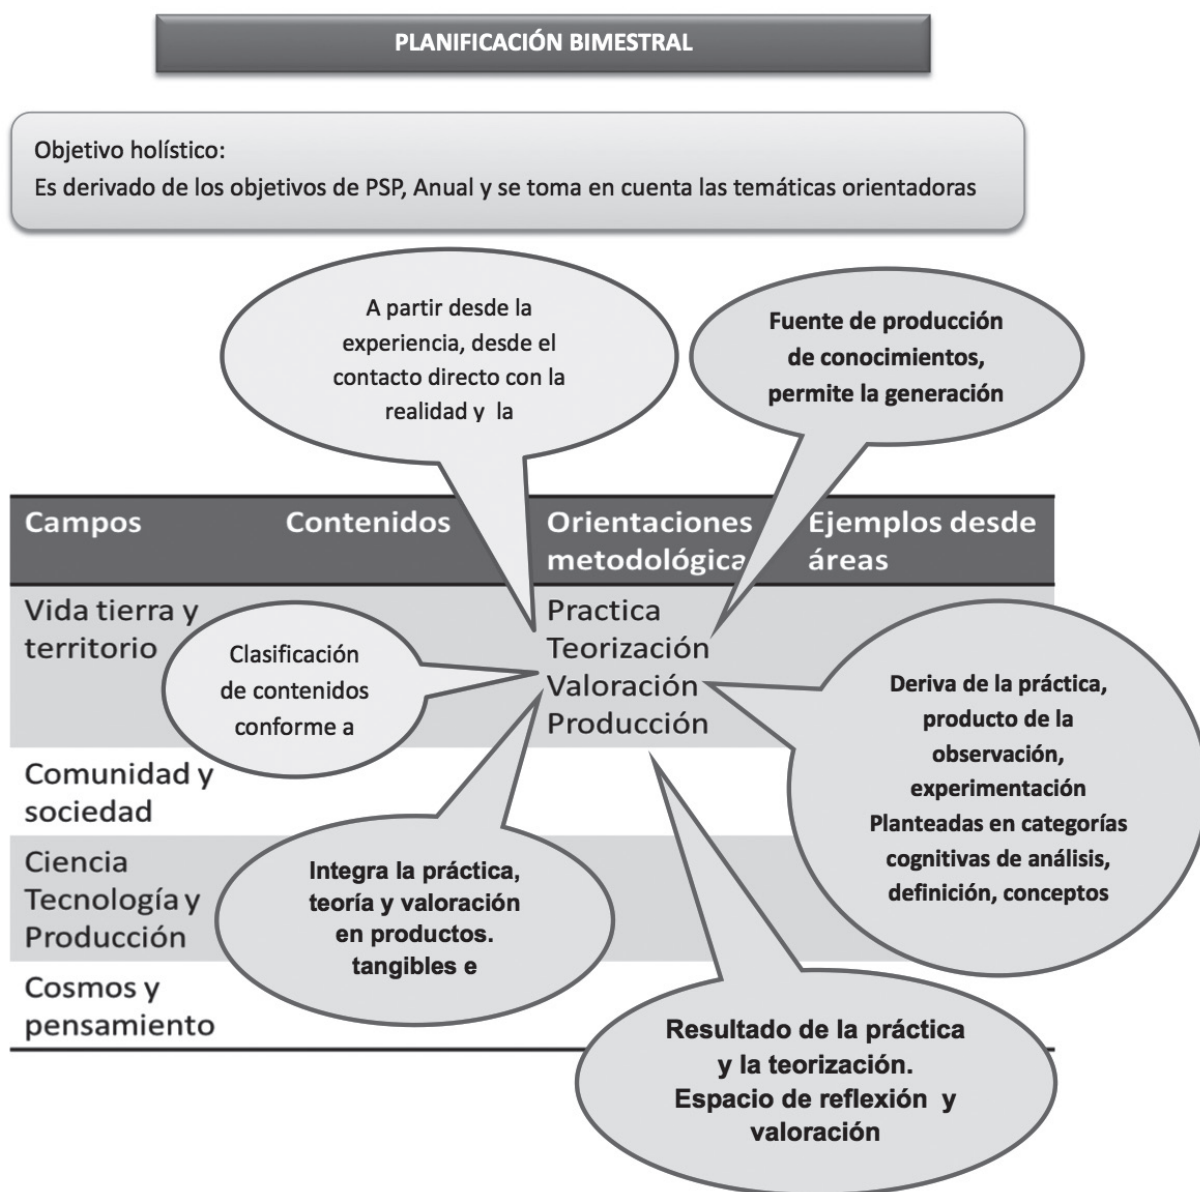 PLANIFICACIÓN BIMESTRAL
Objetivo holístico:
Es derivado de los objetivos de PSP, Anual y se toma en cuenta las temáticas orientadoras
A partir desde la
experiencia, desde el
contacto directo con la
realidad y la
Fuente de producción
de conocimientos,
permite la generación
Campos
Contenidos
Orientaciones
metodológica
Ejemplos desde
áreas
Vida tierra y
territorio
Clasificación
de contenidos
conforme a
Practica
Teorización
Valoración
Producción
Deriva de la práctica,
producto de la
observación,
experimentación
Planteadas en categorías
cognitivas de análisis,
definición, conceptos
Comunidad y
sociedad
Ciencia
Tecnología y
Producción
Integra la práctica,
teoría y valoración
en productos.
tangibles e
Cosmos y
pensamiento
Resultado de la práctica
y la teorización.
Espacio de reflexión y
valoración